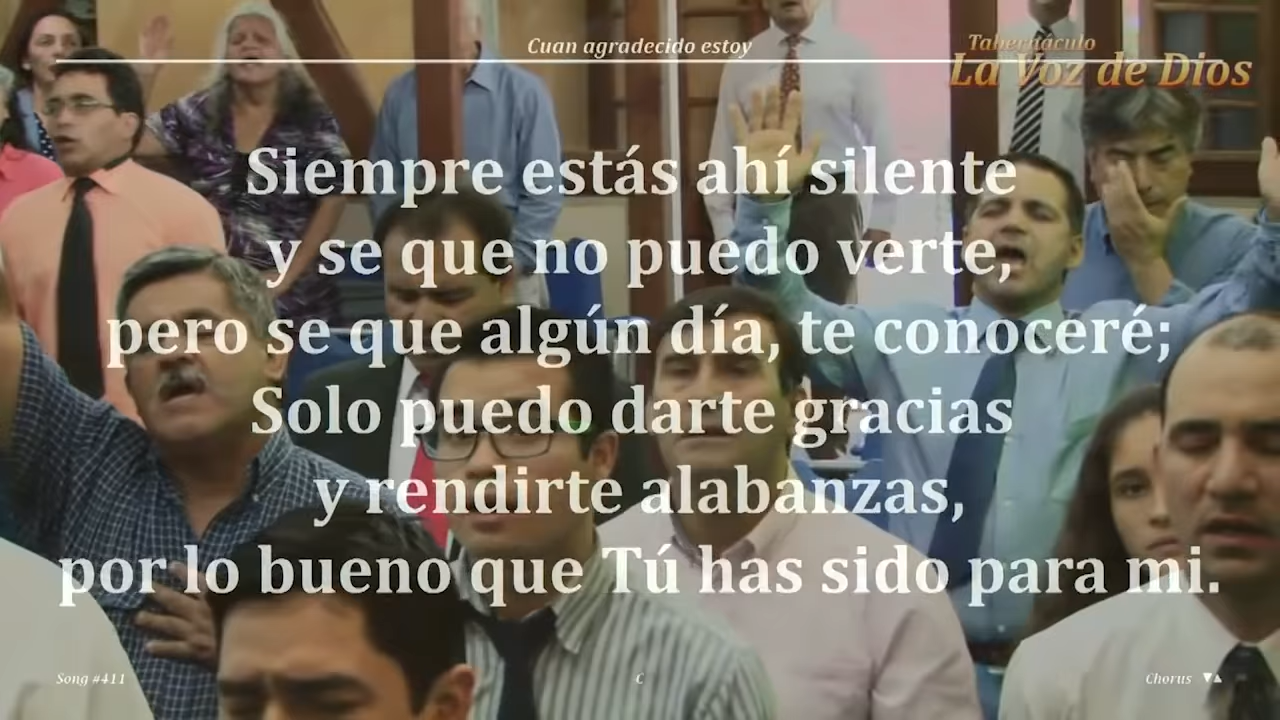 Cuan agradecido estoy
Tabernáculo
La Voz de Dios
Siempre estás ahí silente
y se que no puedo verte,
pero se que algún día, te conoceré;
Solo puedo darte gracias
y rendirte alabanzas,
por lo bueno que Tú has sido para mi.
Song #411
C
Chorus ▼▲